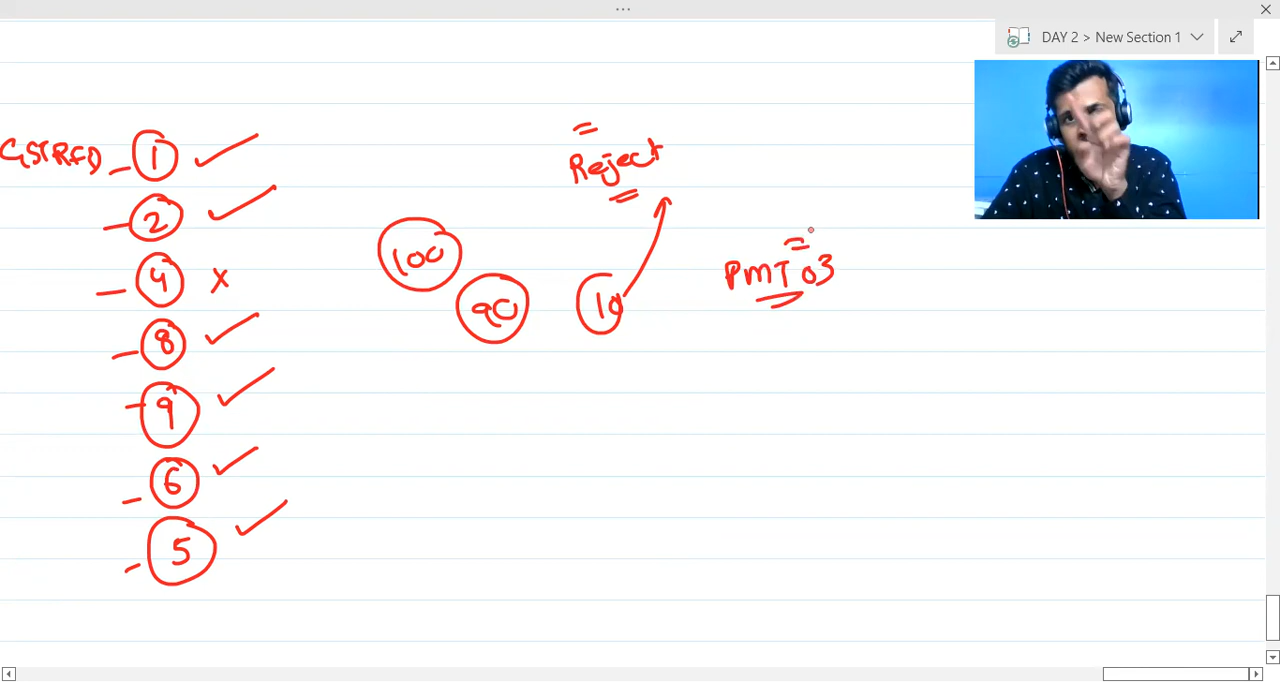 DAY 2 > New Section 1
GSTRFD - 1 ✓
- 2 ✓
- 4 x
- 8 ✓
- 9 ✓
- 6 ✓
- 5 ✓
Reject
100
90
10
PMT 03